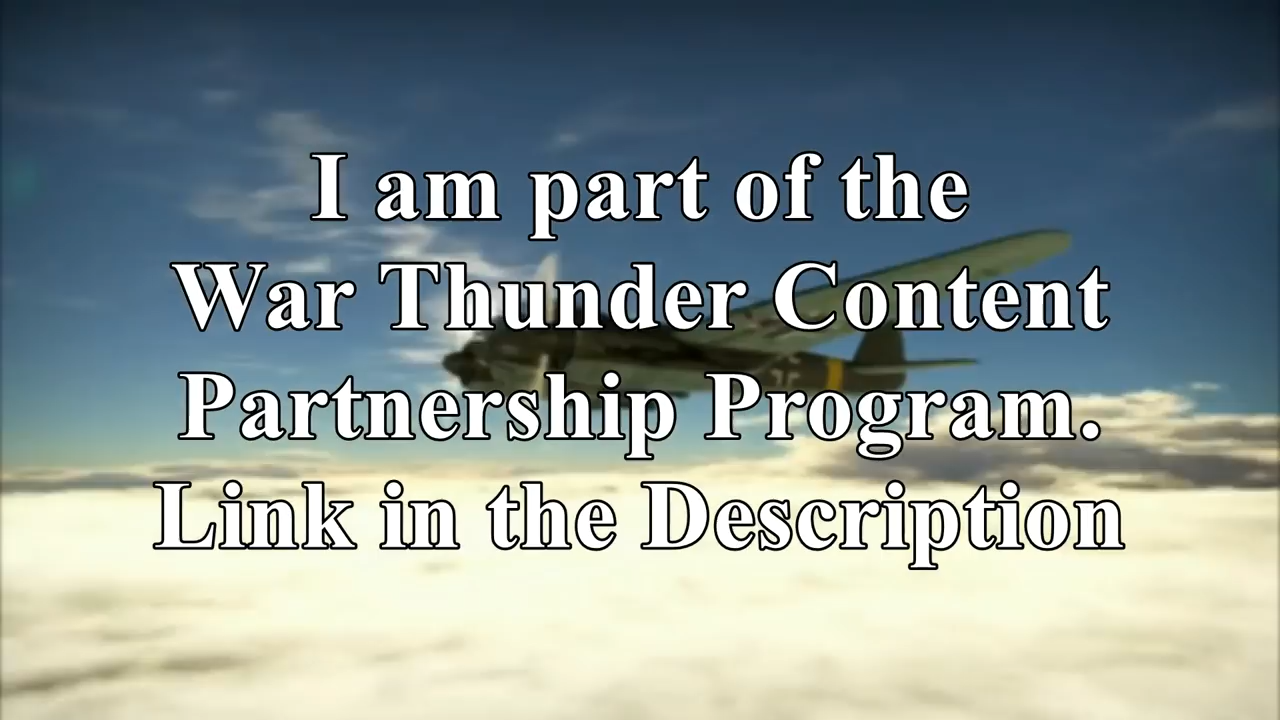 I am part of the
War Thunder Content
Partnership Program.
Link in the Description